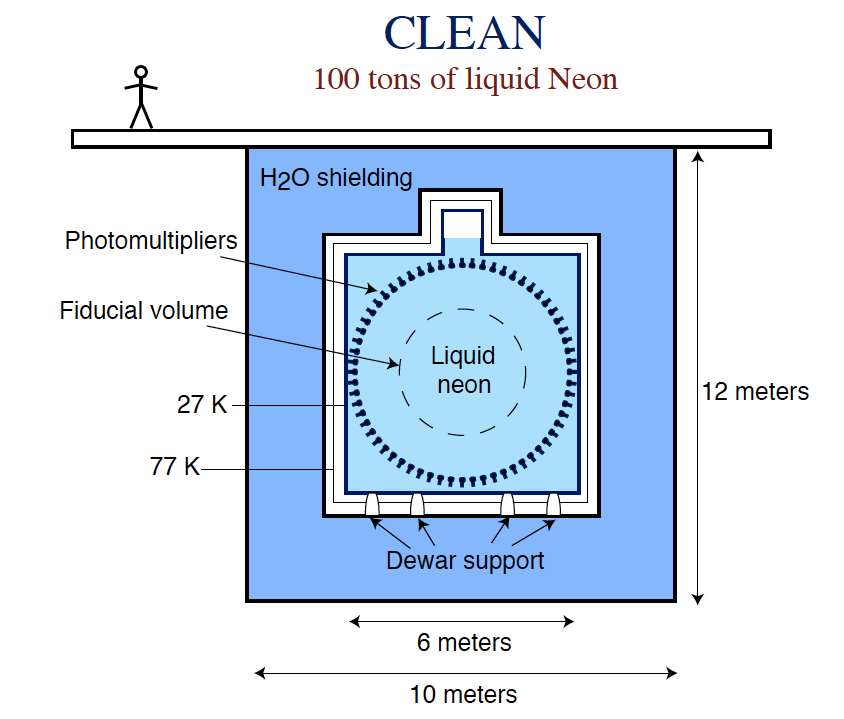 CLEAN
100 tons of liquid Neon
H2O shielding
Photomultipliers
Fiducial volume
Liquid
neon
27 K
12 meters
77 K
Dewar support
6 meters
10 meters